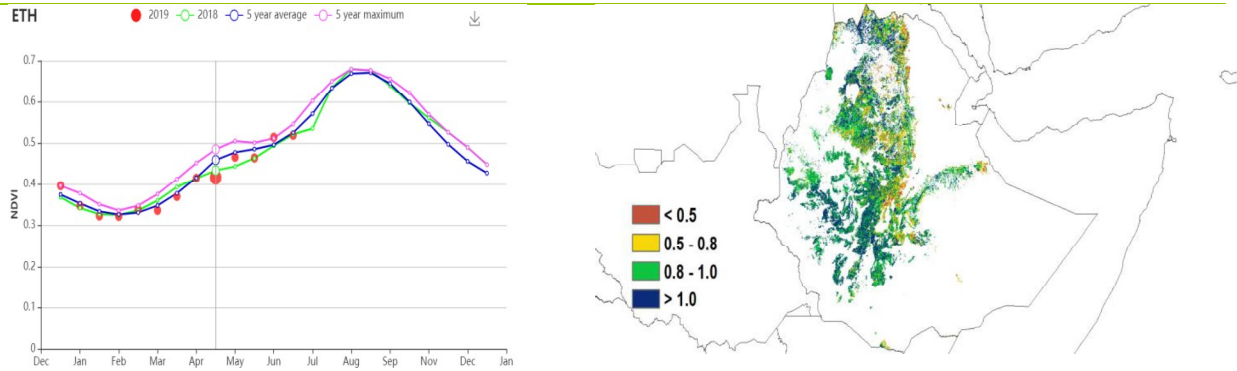 ETH
2019 2018 5 year average 5 year maximum
NDVI
0.7
0.6
0.5
0.4
0.3
0.2
0.1
0
Dec Jan Feb Mar Apr May Jun Jul Aug Sep Oct Nov Dec Jan
< 0.5
0.5 - 0.8
0.8 - 1.0
> 1.0